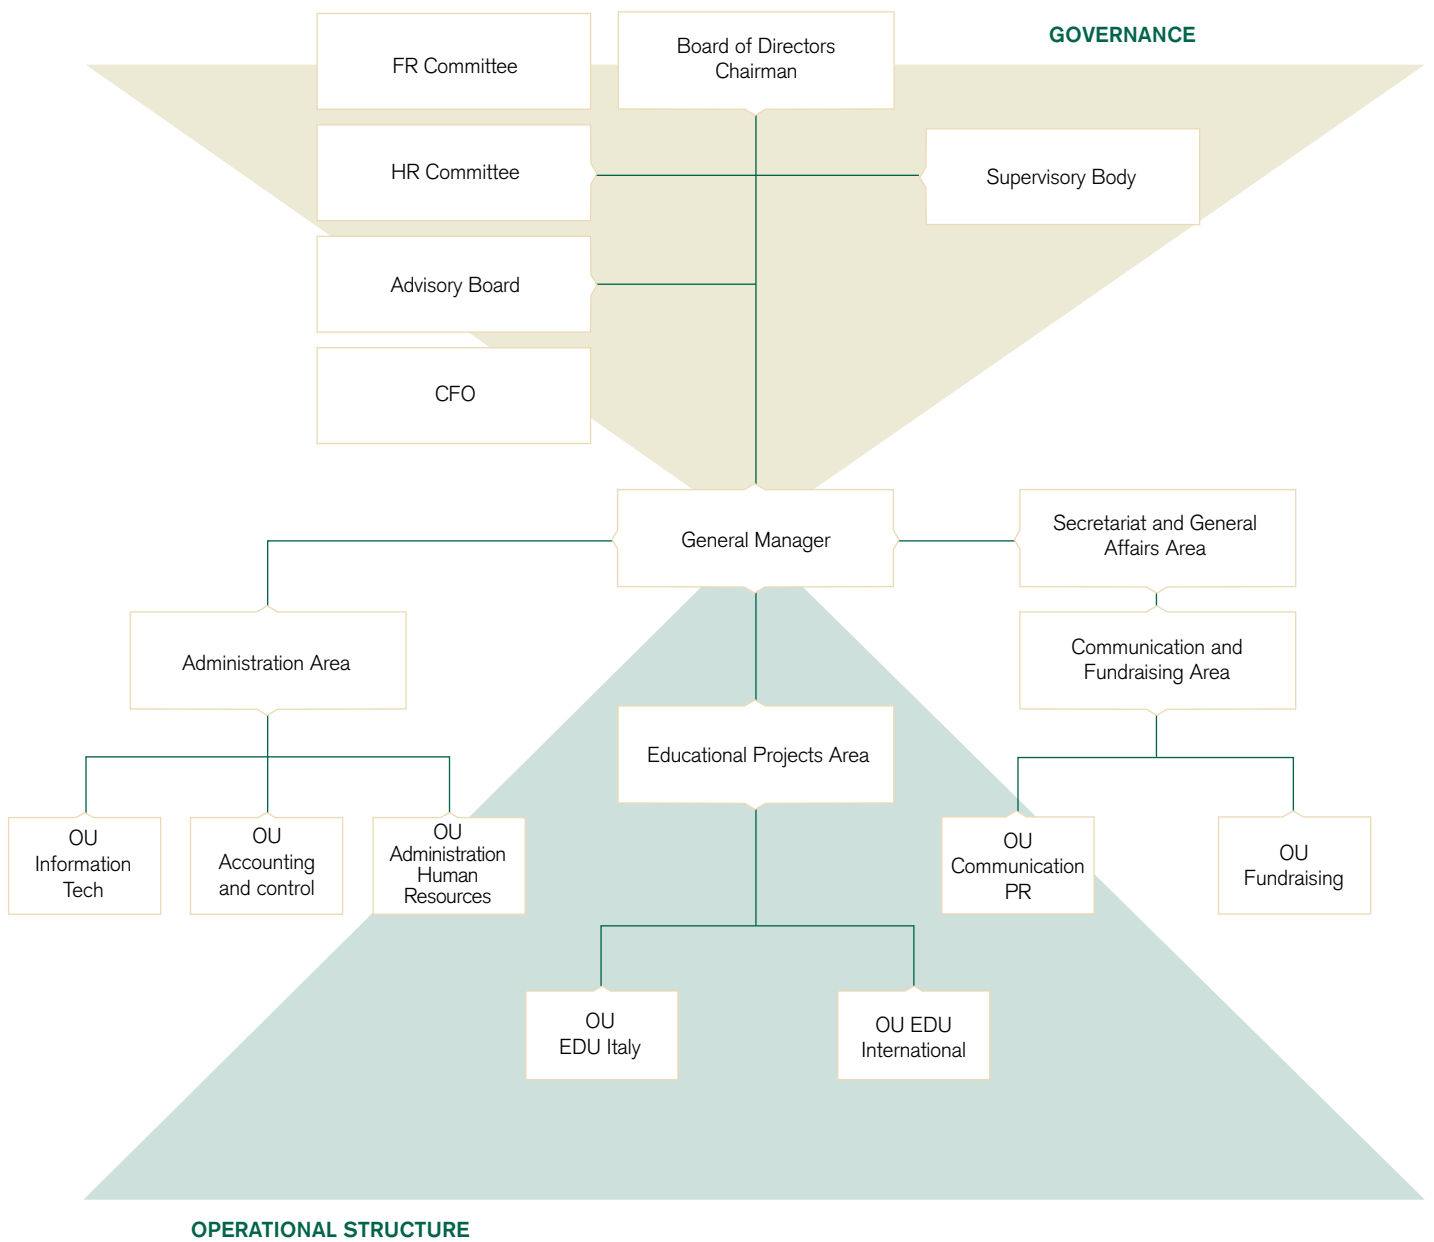 GOVERNANCE
FR Committee
Board of Directors
Chairman
HR Committee
Supervisory Body
Advisory Board
CFO
General Manager
Secretariat and General
Affairs Area
Administration Area
Communication and
Fundraising Area
Educational Projects Area
OU
Information
Tech
OU
Accounting
and control
OU
Administration
Human
Resources
OU
Communication
PR
OU
Fundraising
OU
EDU Italy
OU EDU
International
OPERATIONAL STRUCTURE